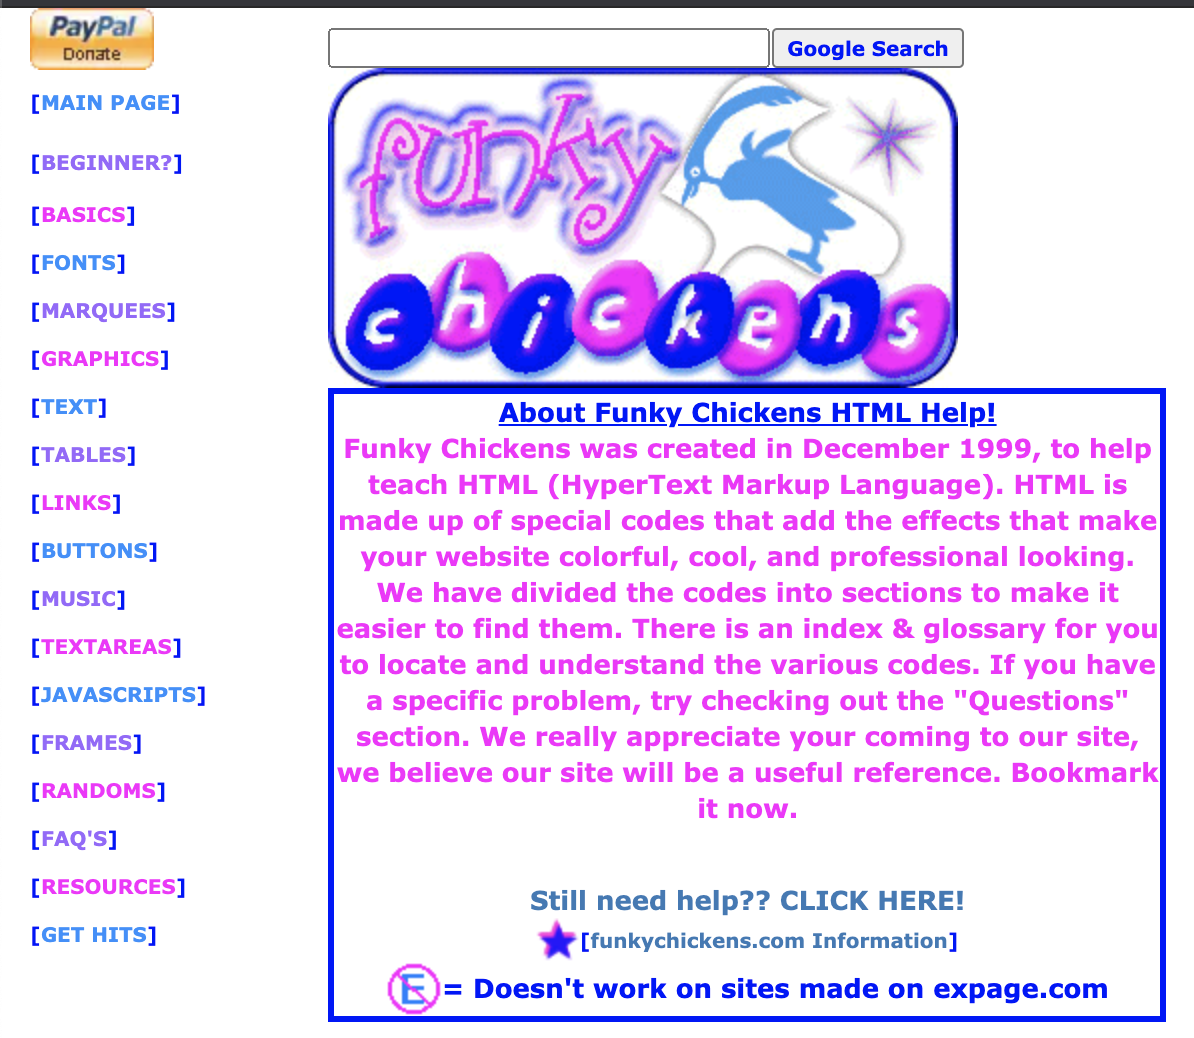 PayPal
Donate
[MAIN PAGE]
[BEGINNER?]
[BASICS]
[FONTS]
[MARQUEES]
[GRAPHICS]
[TEXT]
[TABLES]
[LINKS]
[BUTTONS]
[MUSIC]
[TEXTAREAS]
[JAVASCRIPTS]
[FRAMES]
[RANDOMS]
[FAQ'S]
[RESOURCES]
[GET HITS]
Google Search
funky
chickens
About Funky Chickens HTML Help!
Funky Chickens was created in December 1999, to help
teach HTML (HyperText Markup Language). HTML is
made up of special codes that add the effects that make
your website colorful, cool, and professional looking.
We have divided the codes into sections to make it
easier to find them. There is an index & glossary for you
to locate and understand the various codes. If you have
a specific problem, try checking out the "Questions"
section. We really appreciate your coming to our site,
we believe our site will be a useful reference. Bookmark
it now.
Still need help?? CLICK HERE!
[funkychickens.com Information]
E = Doesn't work on sites made on expage.com